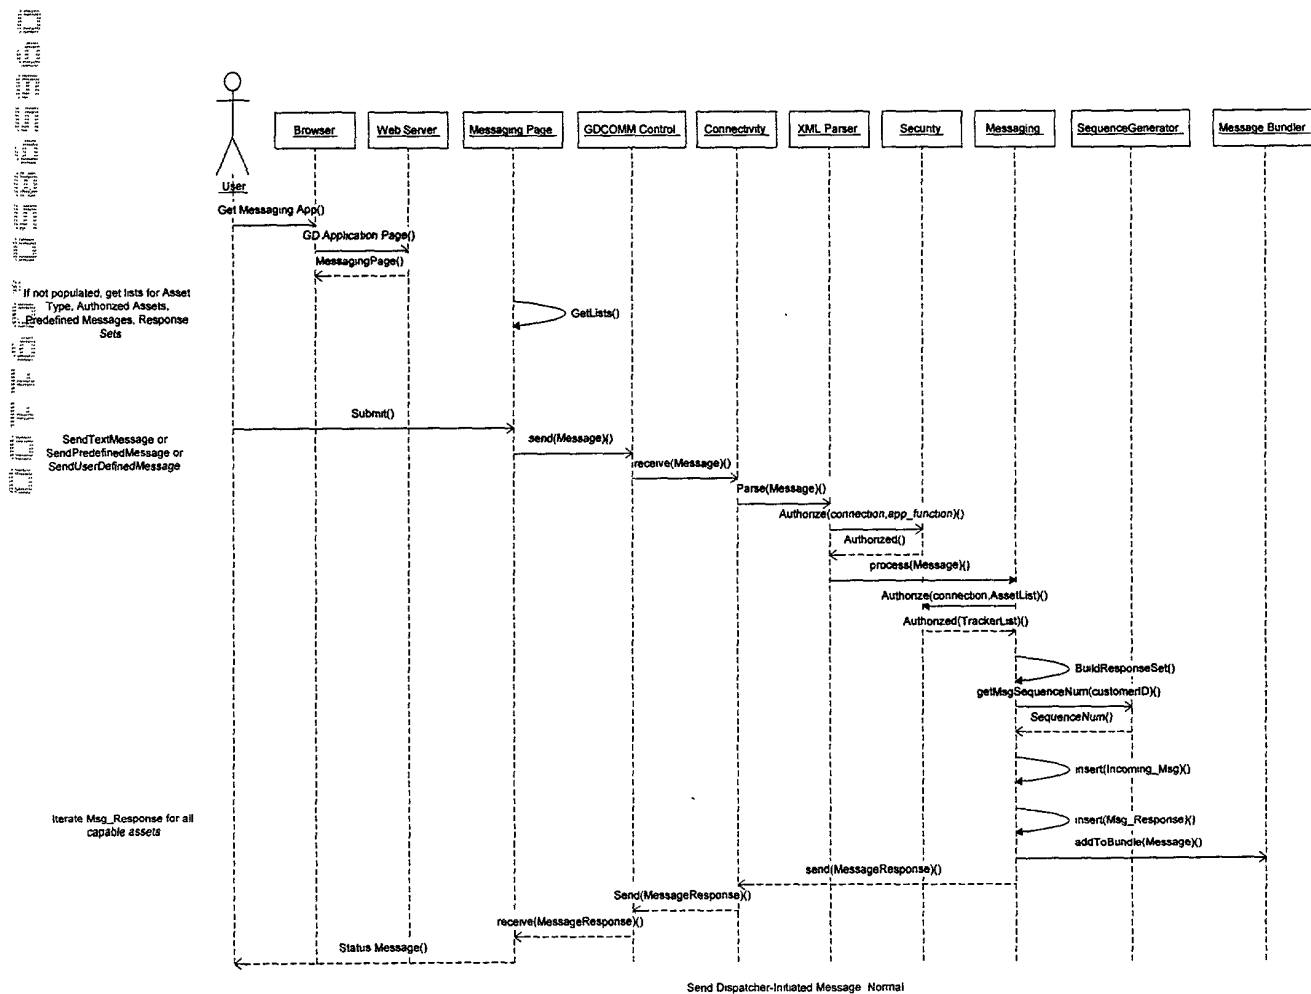 Browser
Web Server
Messaging Page
GDCOMM Control
Connectivity
XML Parser
Security
Messaging
SequenceGenerator
Message Bundler
User
Get Messaging App()
GD Application Page()
MessagingPage()
If not populated, get lists for Asset
Type, Authorized Assets,
Predefined Messages, Response
Sets
GetLists()
Submit()
SendTextMessage or
SendPredefinedMessage or
SendUserDefinedMessage
send(Message)()
receive(Message)()
Parse(Message)()
Authorize(connection,app_function)()
Authorized()
process(Message)()
Authorize(connection,AssetList)()
Authorized(TrackerList)()
BuildResponseSet()
getMsgSequenceNum(customerID)()
SequenceNum()
insert(Incoming_Msg)()
Iterate Msg_Response for all
capable assets
insert(Msg_Response)()
addToBundle(Message)()
send(MessageResponse)()
Send(MessageResponse)()
receive(MessageResponse)()
Status Message()
Send Dispatcher-Initiated Message Normal